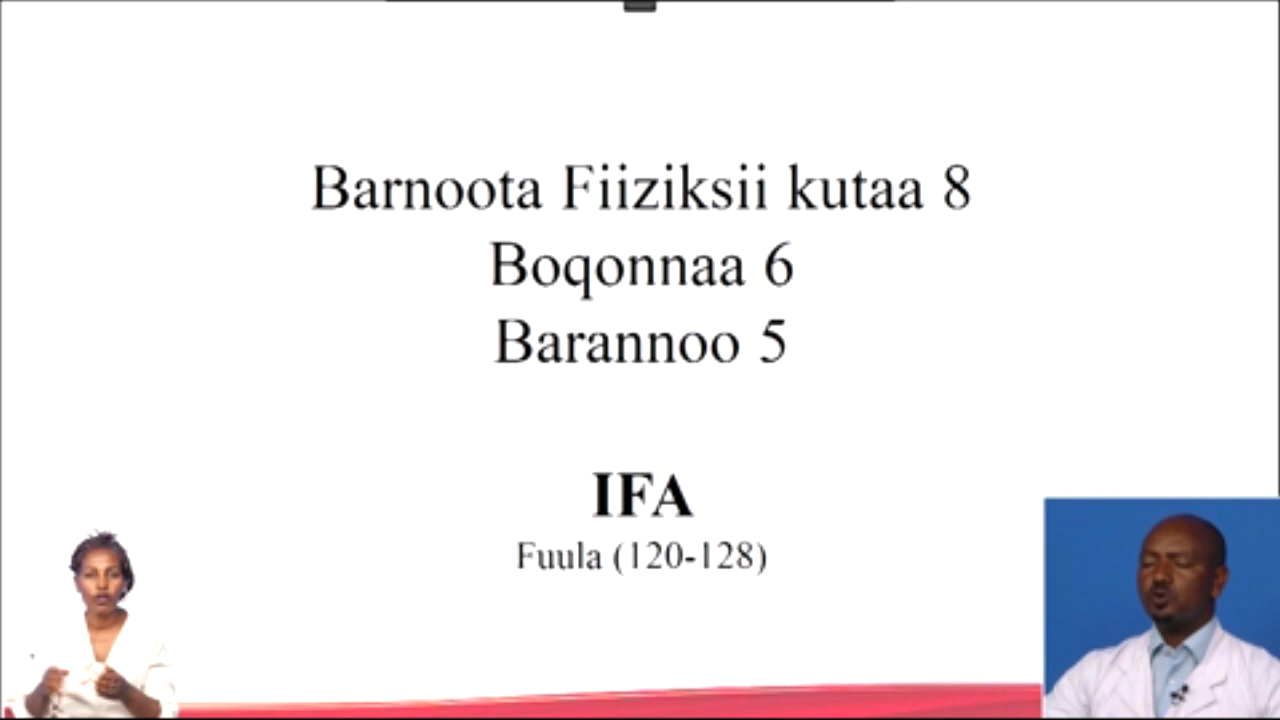 Barnoota Fiiziksii kutaa 8
Boqonnaa 6
Barannoo 5
IFA
Fuula (120-128)